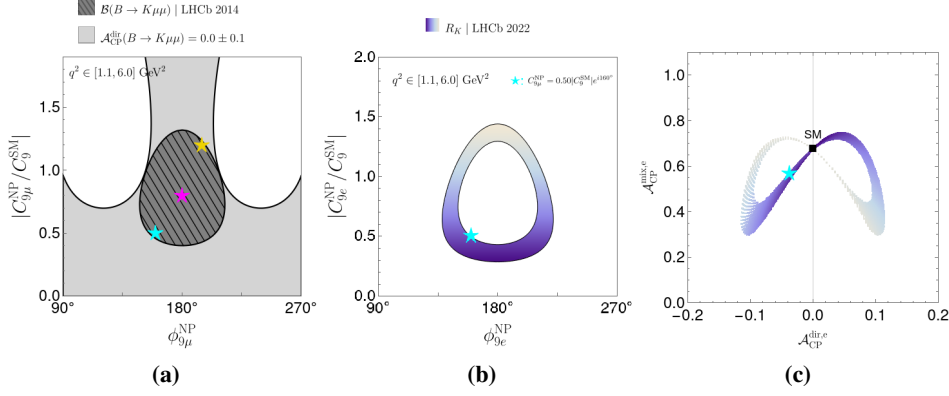 ℬ(B → Kμμ) | LHCb 2014
𝒜_CP^dir(B → Kμμ) = 0.0 ± 0.1
q² ∈ [1.1, 6.0] GeV²
|C_9μ^NP/C_9^SM|
0.0
0.5
1.0
1.5
90°
180°
270°
ϕ_9μ^NP
(a)
R_K | LHCb 2022
q² ∈ [1.1, 6.0] GeV²
C_9μ^NP = 0.50|C_9^SM|e^{i160°}
|C_9e^NP/C_9^SM|
0.0
0.5
1.0
1.5
2.0
90°
180°
270°
ϕ_9e^NP
(b)
SM
𝒜_CP^mix,e
0.0
0.2
0.4
0.6
0.8
1.0
−0.2
−0.1
0.0
0.1
0.2
𝒜_CP^dir,e
(c)